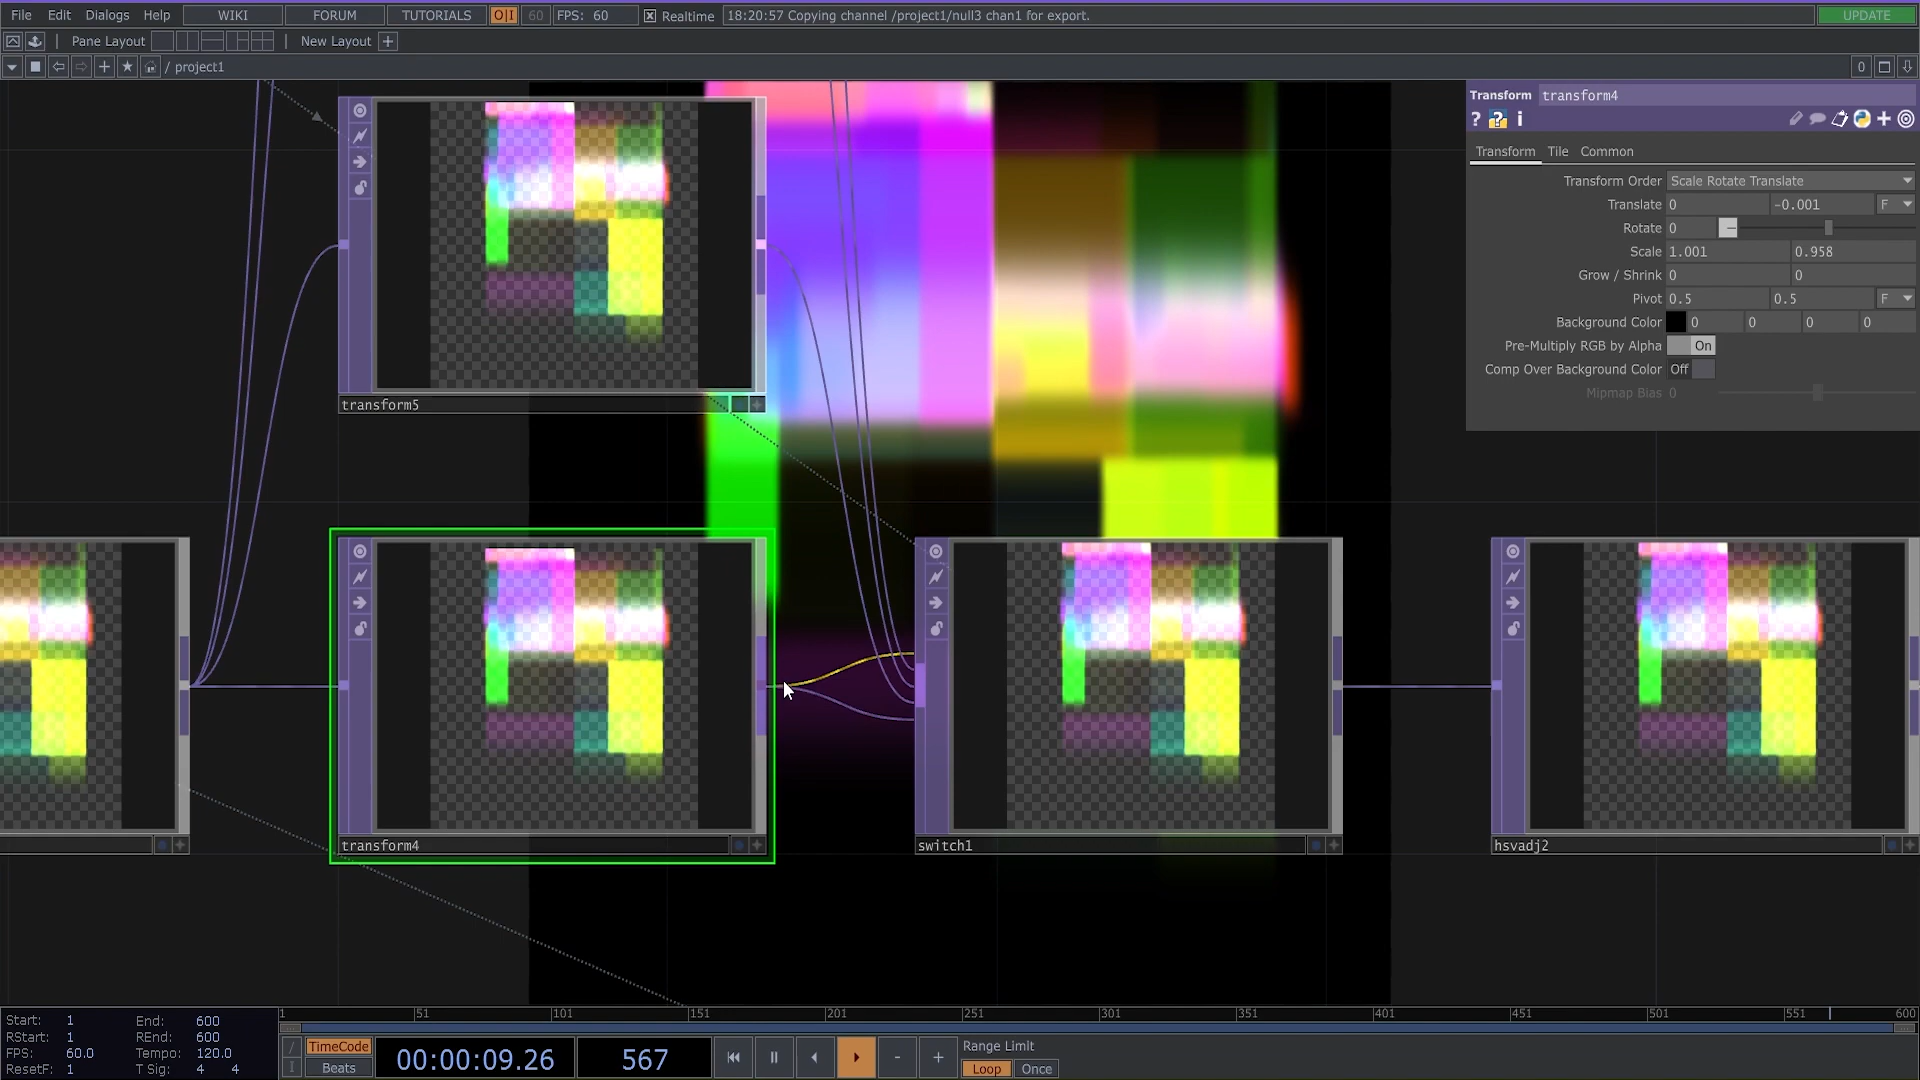 File Edit Dialogs Help WIKI FORUM TUTORIALS O|I 60 FPS: 60 Realtime 18:20:57 Copying channel /project1/null3 chan1 for export. UPDATE
Pane Layout New Layout
/ project1 0
Transform transform4
Transform Tile Common
Transform Order Scale Rotate Translate
Translate 0 -0.001 F
Rotate 0
Scale 1.001 0.958
Grow / Shrink 0 0
Pivot 0.5 0.5 F
Background Color 0 0 0 0
Pre-Multiply RGB by Alpha On
Comp Over Background Color Off
Mipmap Bias 0
transform5
transform4
switch1
hsvadj2
1 51 101 151 201 251 301 351 401 451 501 551 600
Start: 1 End: 600
RStart: 1 REnd: 600
FPS: 60.0 Tempo: 120.0
ResetF: 1 T Sig: 4 4
TimeCode
Beats
00:00:09.26
567
Range Limit
Loop Once